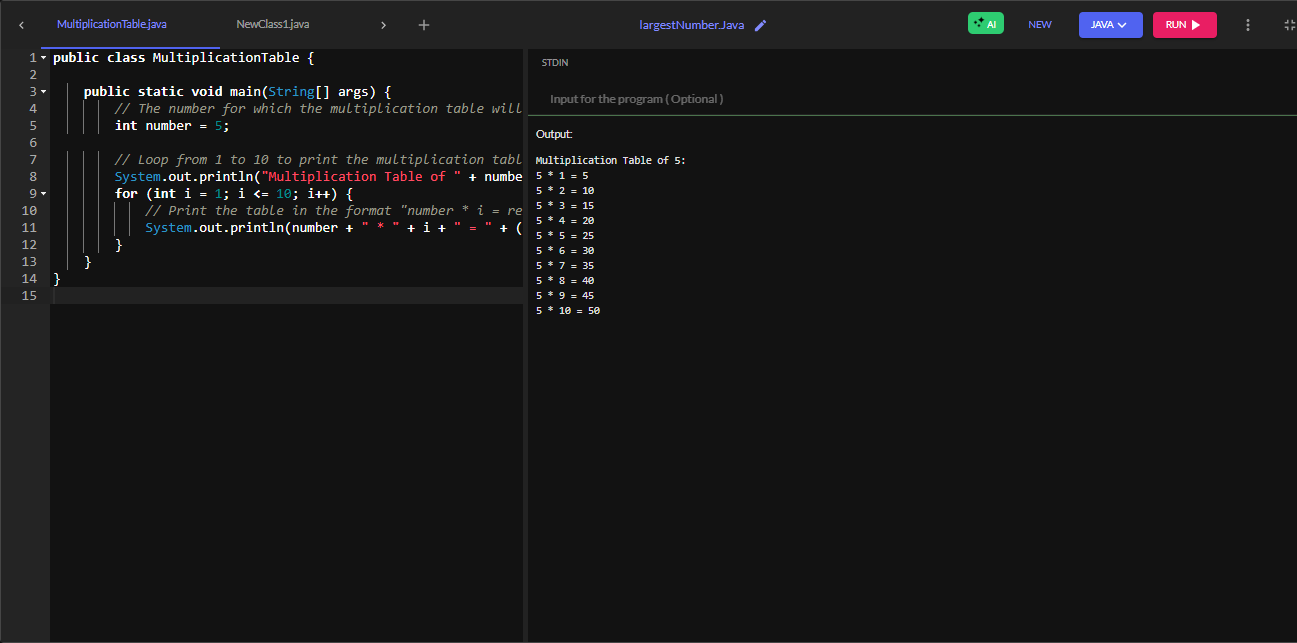 MultiplicationTable.java NewClass1.java largestNumber.Java AI NEW JAVA RUN
1 public class MultiplicationTable {
2
3 public static void main(String[] args) {
4 // The number for which the multiplication table will
5 int number = 5;
6
7 // Loop from 1 to 10 to print the multiplication tabl
8 System.out.println("Multiplication Table of " + numbe
9 for (int i = 1; i <= 10; i++) {
10 // Print the table in the format "number * i = re
11 System.out.println(number + " * " + i + " = " + (
12 }
13 }
14 }
15
STDIN
Input for the program ( Optional )
Output:
Multiplication Table of 5:
5 * 1 = 5
5 * 2 = 10
5 * 3 = 15
5 * 4 = 20
5 * 5 = 25
5 * 6 = 30
5 * 7 = 35
5 * 8 = 40
5 * 9 = 45
5 * 10 = 50